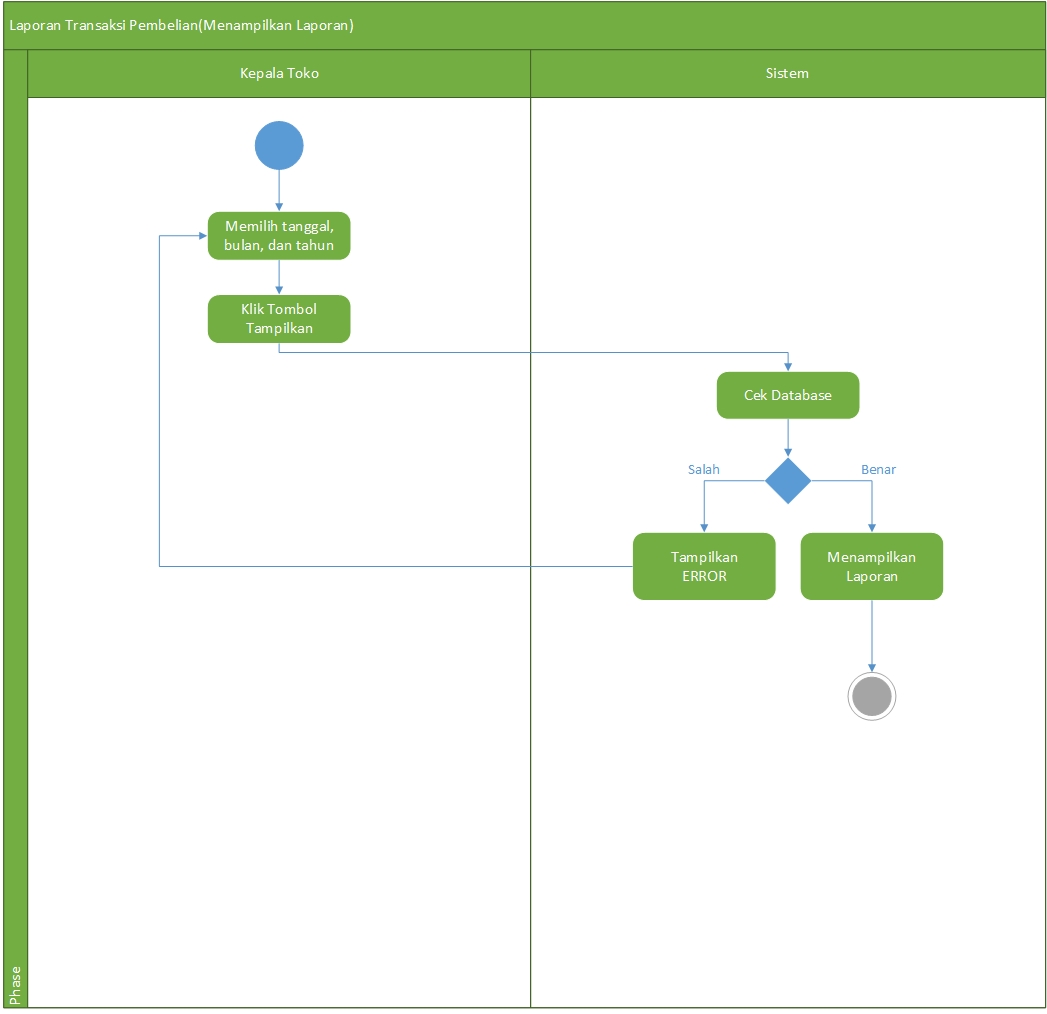 Laporan Transaksi Pembelian(Menampilkan Laporan)
Kepala Toko
Sistem
Memilih tanggal,
bulan, dan tahun
Klik Tombol
Tampilkan
Cek Database
Salah
Benar
Tampilkan
ERROR
Menampilkan
Laporan
Phase